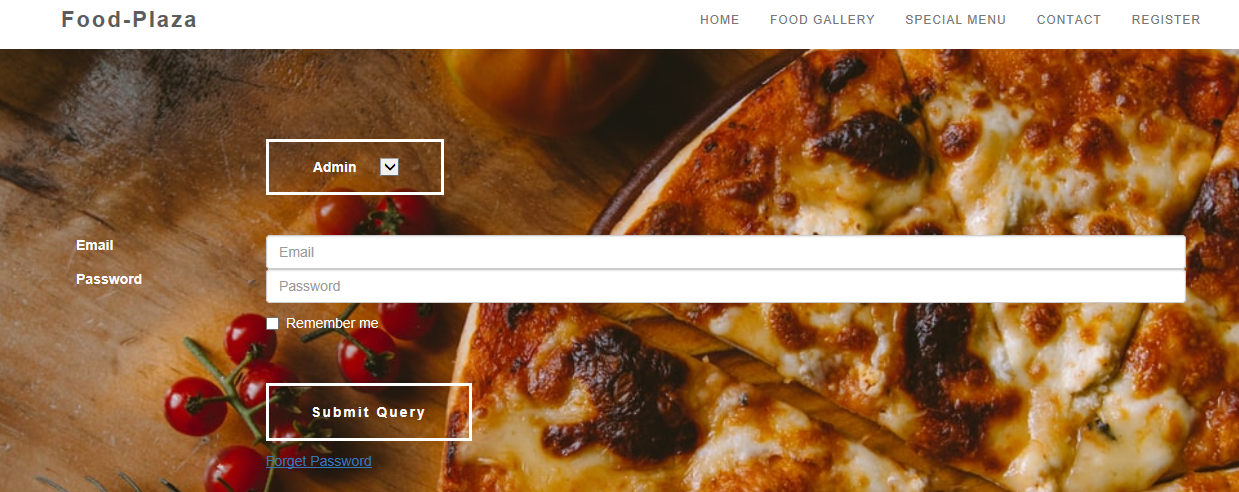 Food-Plaza
HOME FOOD GALLERY SPECIAL MENU CONTACT REGISTER
Admin
Email Email
Password Password
Remember me
Submit Query
Forget Password